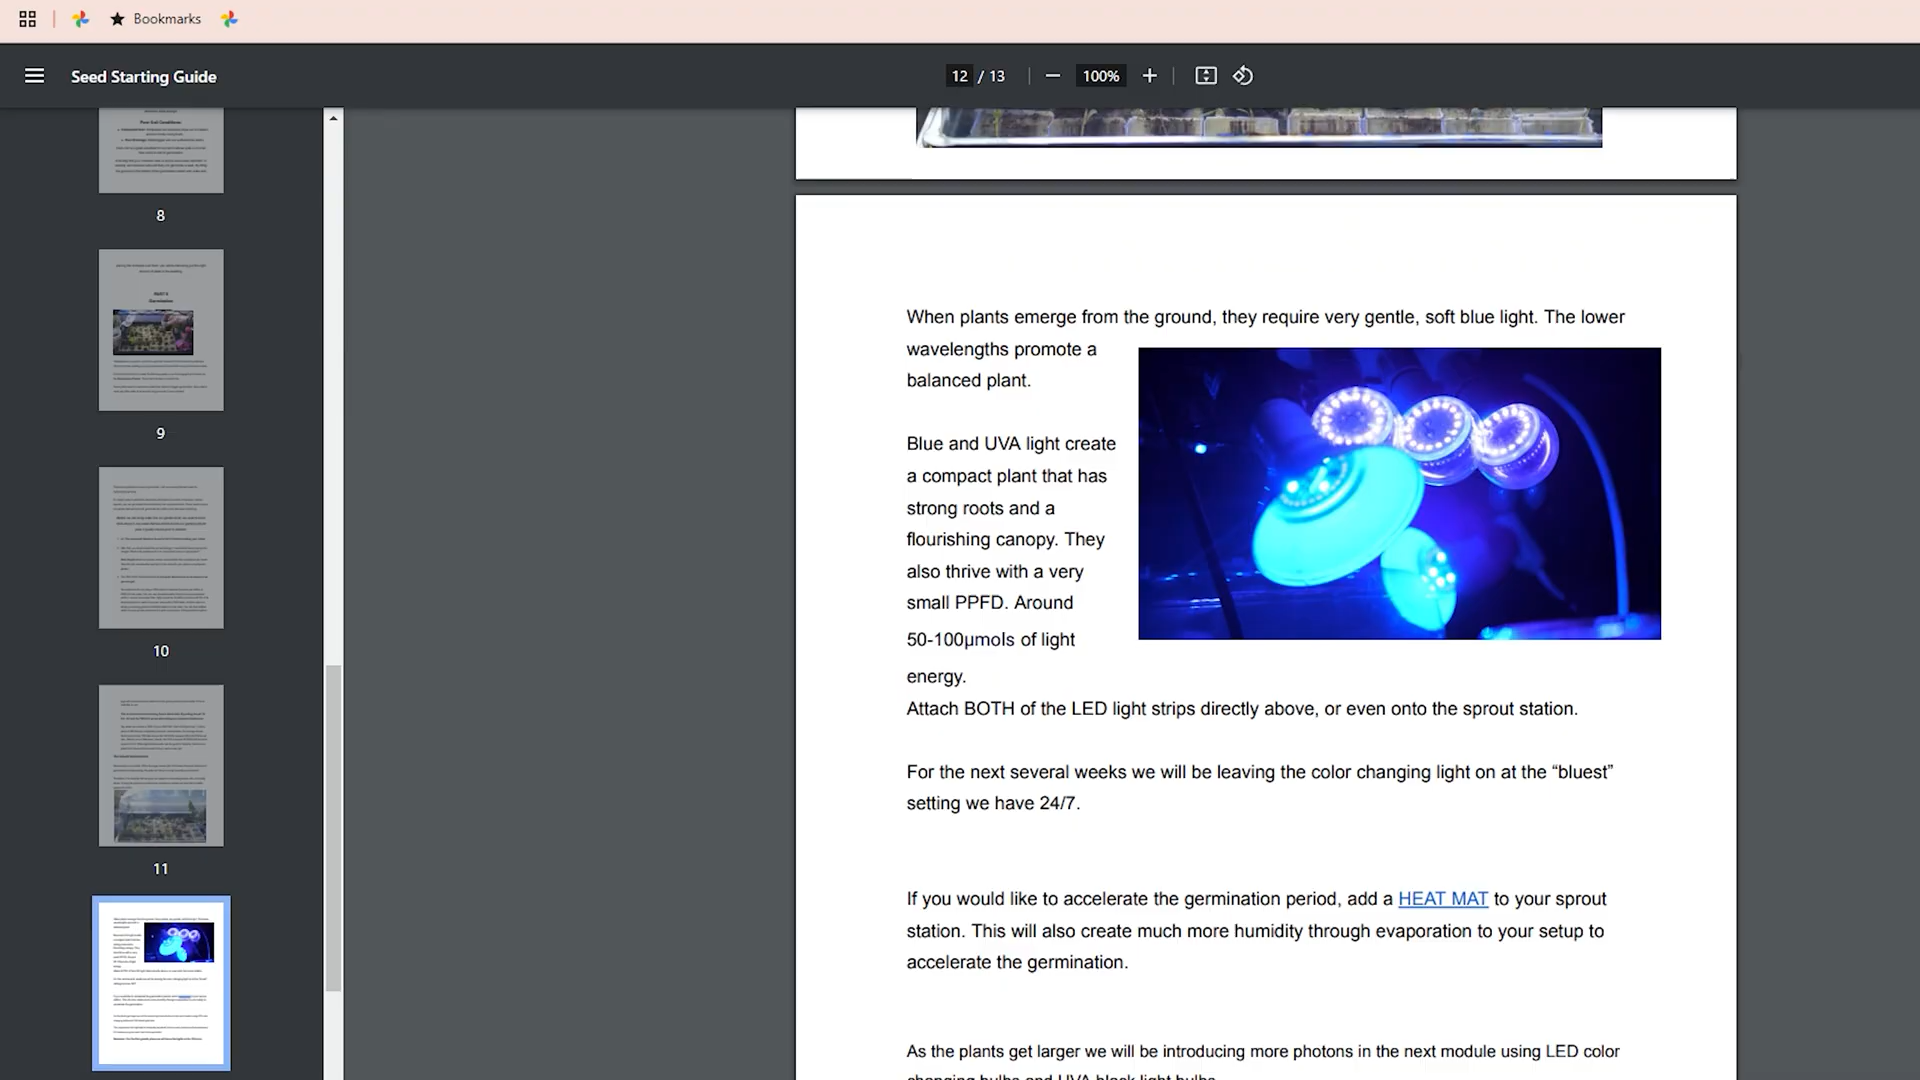 Bookmarks
Seed Starting Guide
12 / 13
100%
8
9
10
11
When plants emerge from the ground, they require very gentle, soft blue light. The lower
wavelengths promote a
balanced plant.
Blue and UVA light create
a compact plant that has
strong roots and a
flourishing canopy. They
also thrive with a very
small PPFD. Around
50-100μmols of light
energy.
Attach BOTH of the LED light strips directly above, or even onto the sprout station.
For the next several weeks we will be leaving the color changing light on at the “bluest”
setting we have 24/7.
If you would like to accelerate the germination period, add a HEAT MAT to your sprout
station. This will also create much more humidity through evaporation to your setup to
accelerate the germination.
As the plants get larger we will be introducing more photons in the next module using LED color
changing bulbs and UVA black light bulbs.